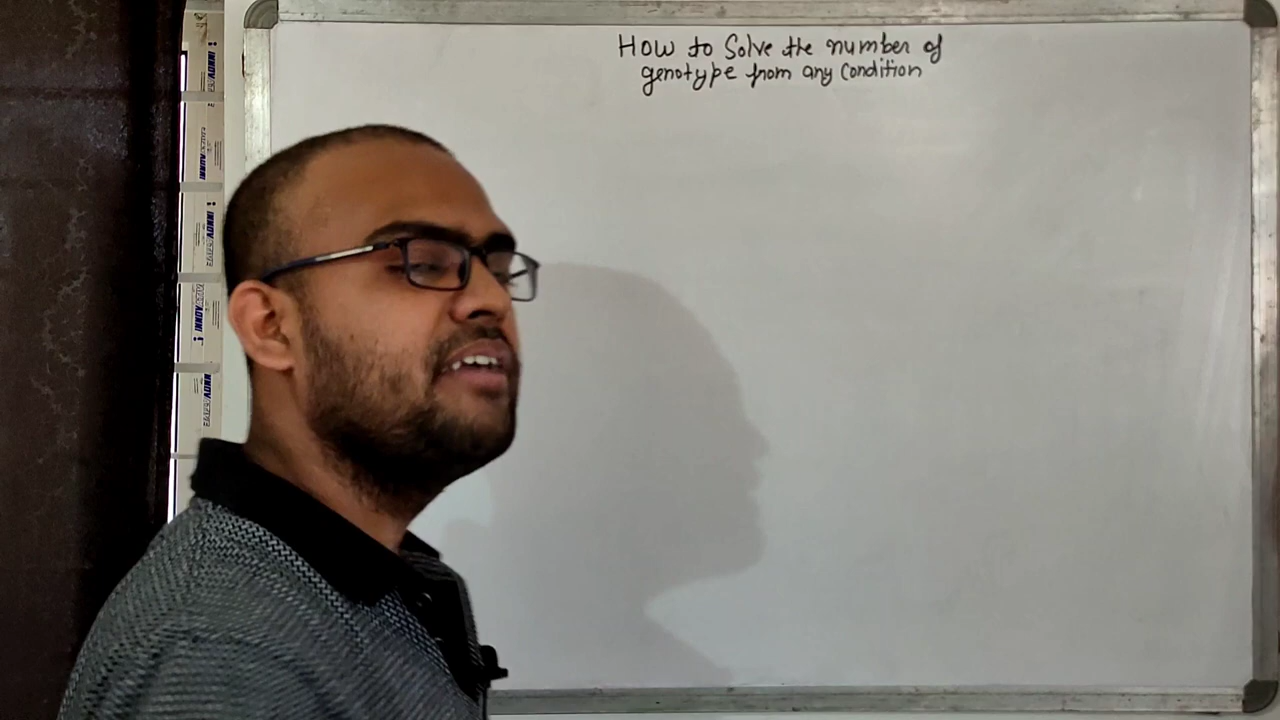 How to Solve the number of
genotype from any Condition